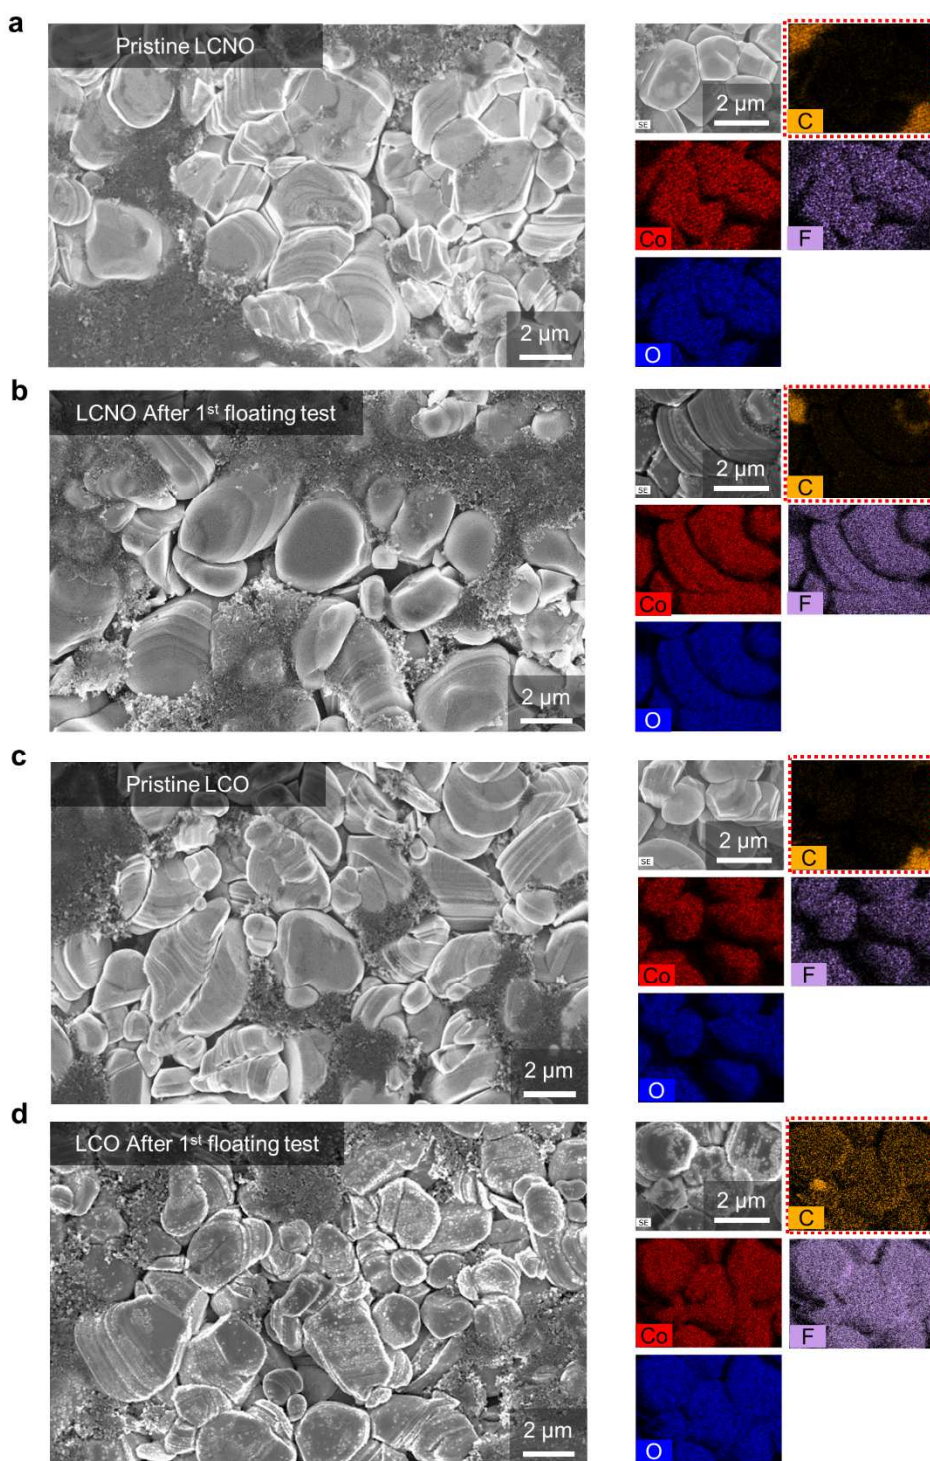 a
Pristine LCNO
2 µm
SE
2 µm
C
Co
F
O
b
LCNO After 1st floating test
2 µm
SE
2 µm
C
Co
F
O
c
Pristine LCO
2 µm
SE
2 µm
C
Co
F
O
d
LCO After 1st floating test
2 µm
SE
2 µm
C
Co
F
O